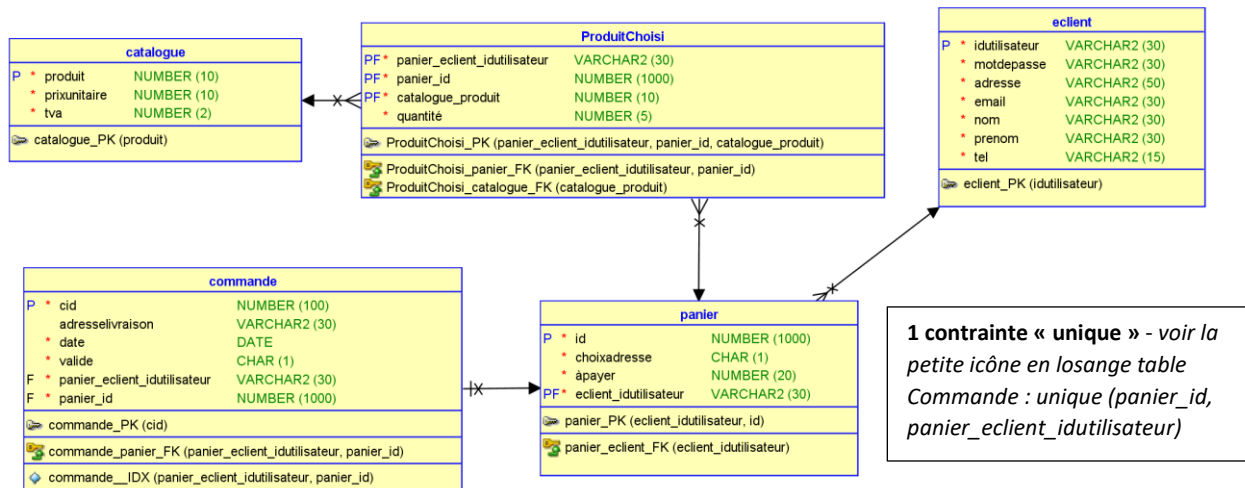 catalogue
P * produit NUMBER (10)
* prixunitaire NUMBER (10)
* tva NUMBER (2)
catalogue_PK (produit)
ProduitChoisi
PF* panier_eclient_idutilisateur VARCHAR2 (30)
PF* panier_id NUMBER (1000)
PF* catalogue_produit NUMBER (10)
* quantité NUMBER (5)
ProduitChoisi_PK (panier_eclient_idutilisateur, panier_id, catalogue_produit)
ProduitChoisi_panier_FK (panier_eclient_idutilisateur, panier_id)
ProduitChoisi_catalogue_FK (catalogue_produit)
eclient
P * idutilisateur VARCHAR2 (30)
* motdepasse VARCHAR2 (30)
* adresse VARCHAR2 (50)
* email VARCHAR2 (30)
* nom VARCHAR2 (30)
* prenom VARCHAR2 (30)
* tel VARCHAR2 (15)
eclient_PK (idutilisateur)
commande
P * cid NUMBER (100)
adresselivraison VARCHAR2 (30)
* date DATE
* valide CHAR (1)
F * panier_eclient_idutilisateur VARCHAR2 (30)
F * panier_id NUMBER (1000)
commande_PK (cid)
commande_panier_FK (panier_eclient_idutilisateur, panier_id)
commande__IDX (panier_eclient_idutilisateur, panier_id)
panier
P * id NUMBER (1000)
* choixadresse CHAR (1)
* àpayer NUMBER (20)
PF* eclient_idutilisateur VARCHAR2 (30)
panier_PK (eclient_idutilisateur, id)
panier_eclient_FK (eclient_idutilisateur)
1 contrainte « unique » - voir la
petite icône en losange table
Commande : unique (panier_id,
panier_eclient_idutilisateur)